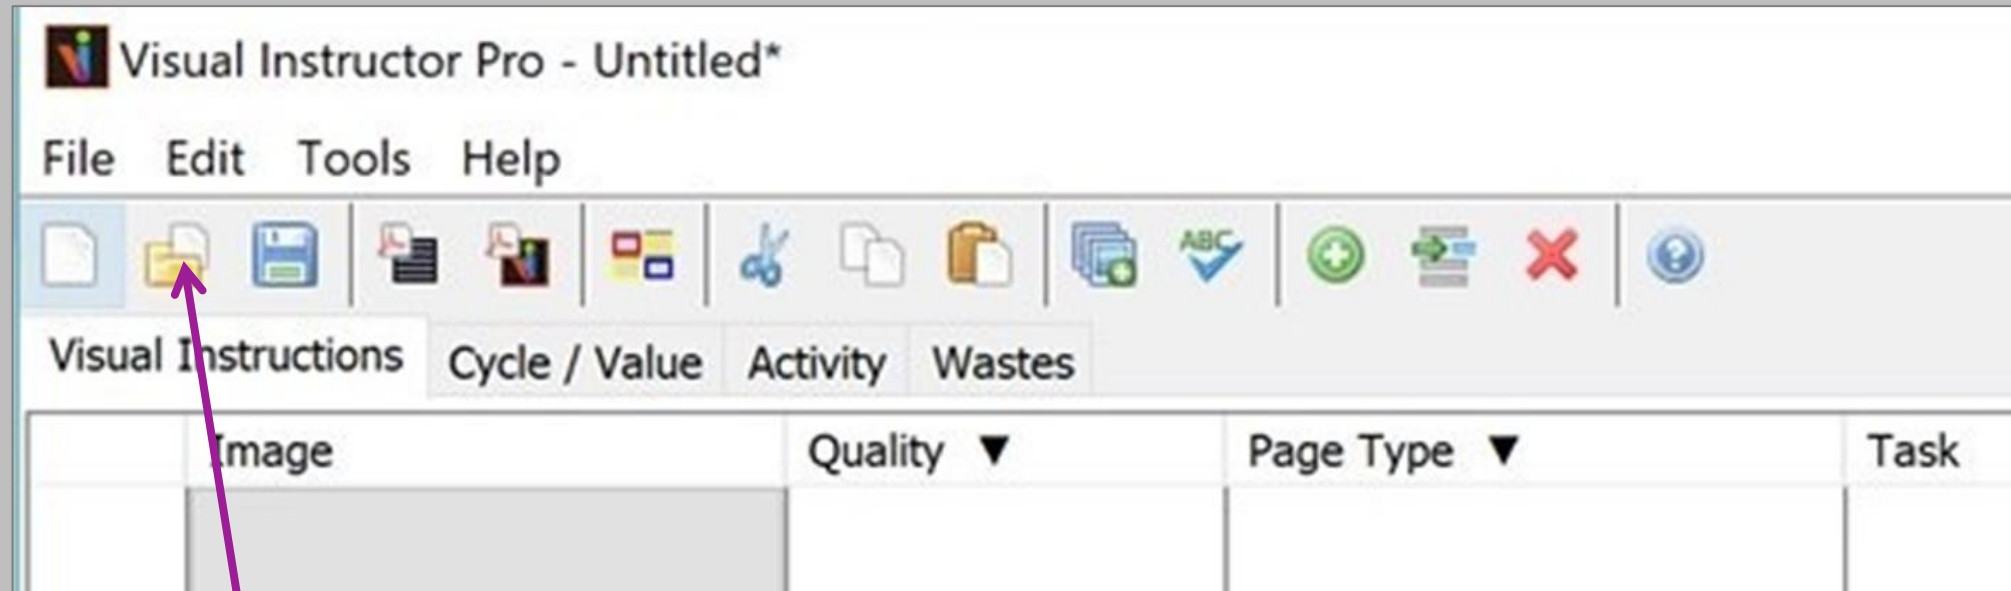 Visual Instructor Pro - Untitled*
File Edit Tools Help
ABC
Visual Instructions Cycle / Value Activity Wastes
Image Quality ▼ Page Type ▼ Task